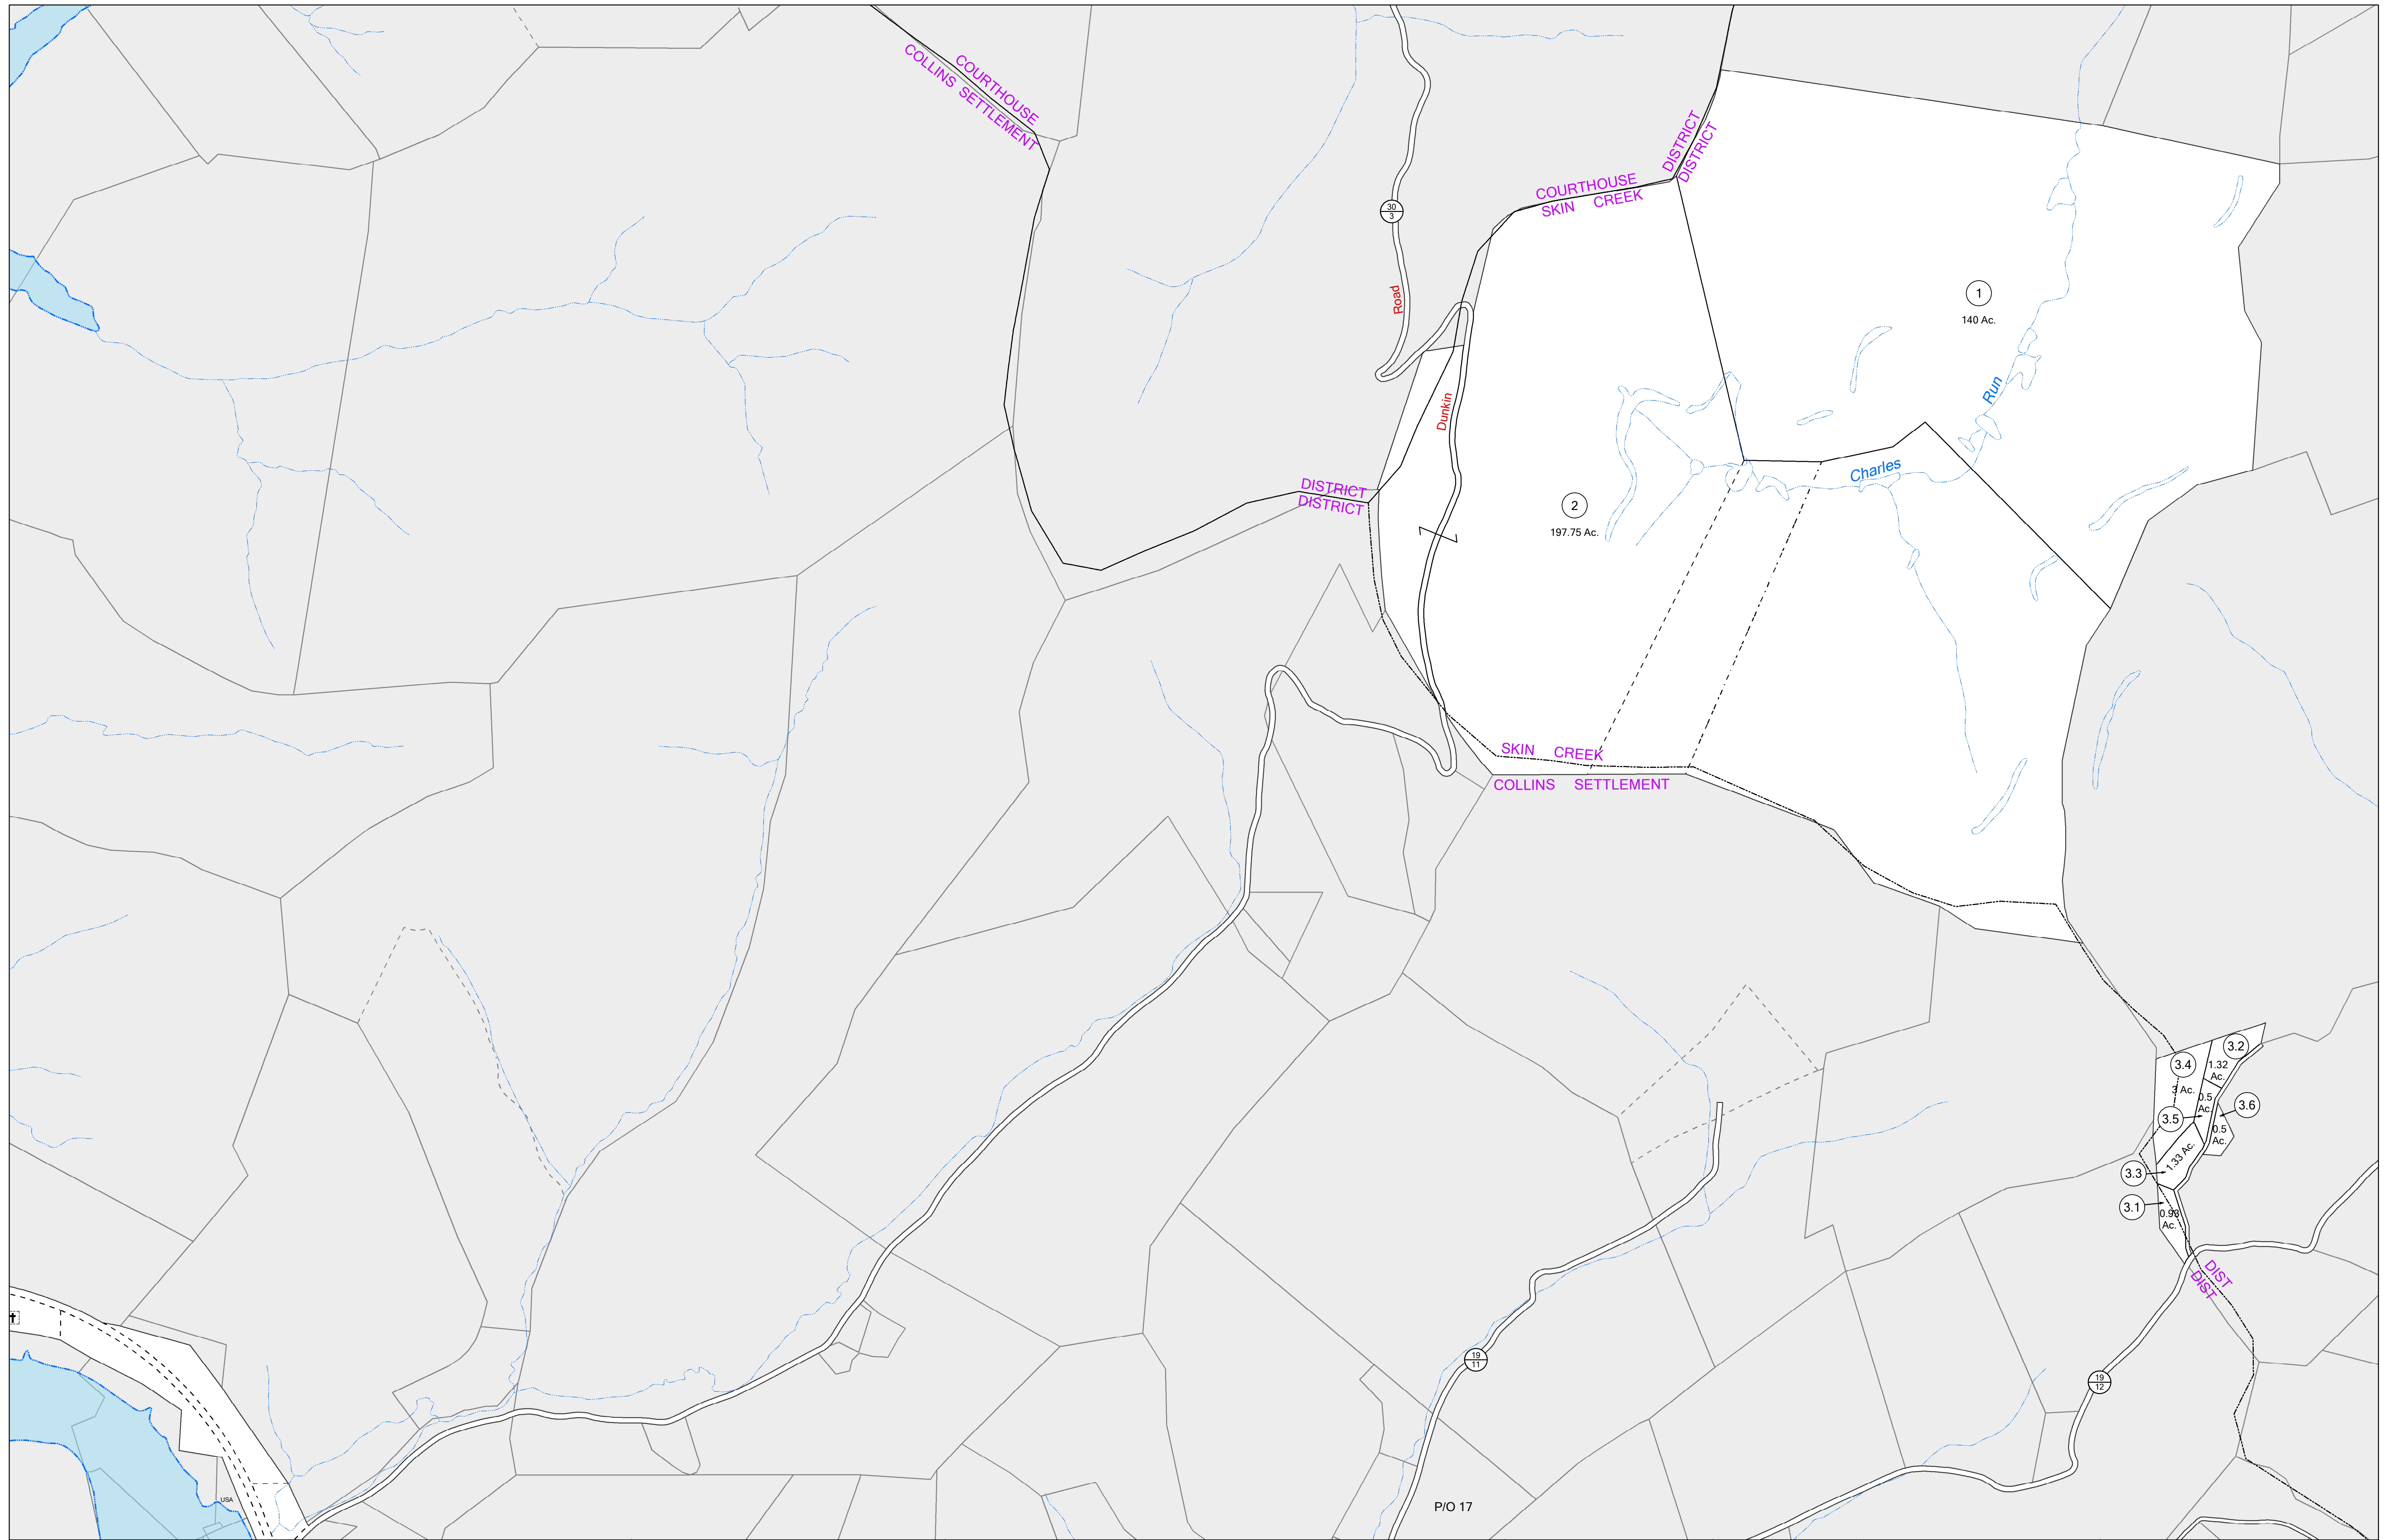 COURTHOUSE
COLLINS SETTLEMENT
DISTRICT
DISTRICT
COURTHOUSE
SKIN CREEK
30
3
Road
1
140 Ac.
Run
Dunkin
Charles
DISTRICT
DISTRICT
2
197.75 Ac.
SKIN CREEK
COLLINS SETTLEMENT
3.2
3.4
1.32
Ac.
3 Ac.
0.5
Ac.
3.6
3.5
0.5
Ac.
1.33 Ac.
3.3
3.1
0.93
Ac.
DIST
DIST
19
11
19
12
USA
P/O 17